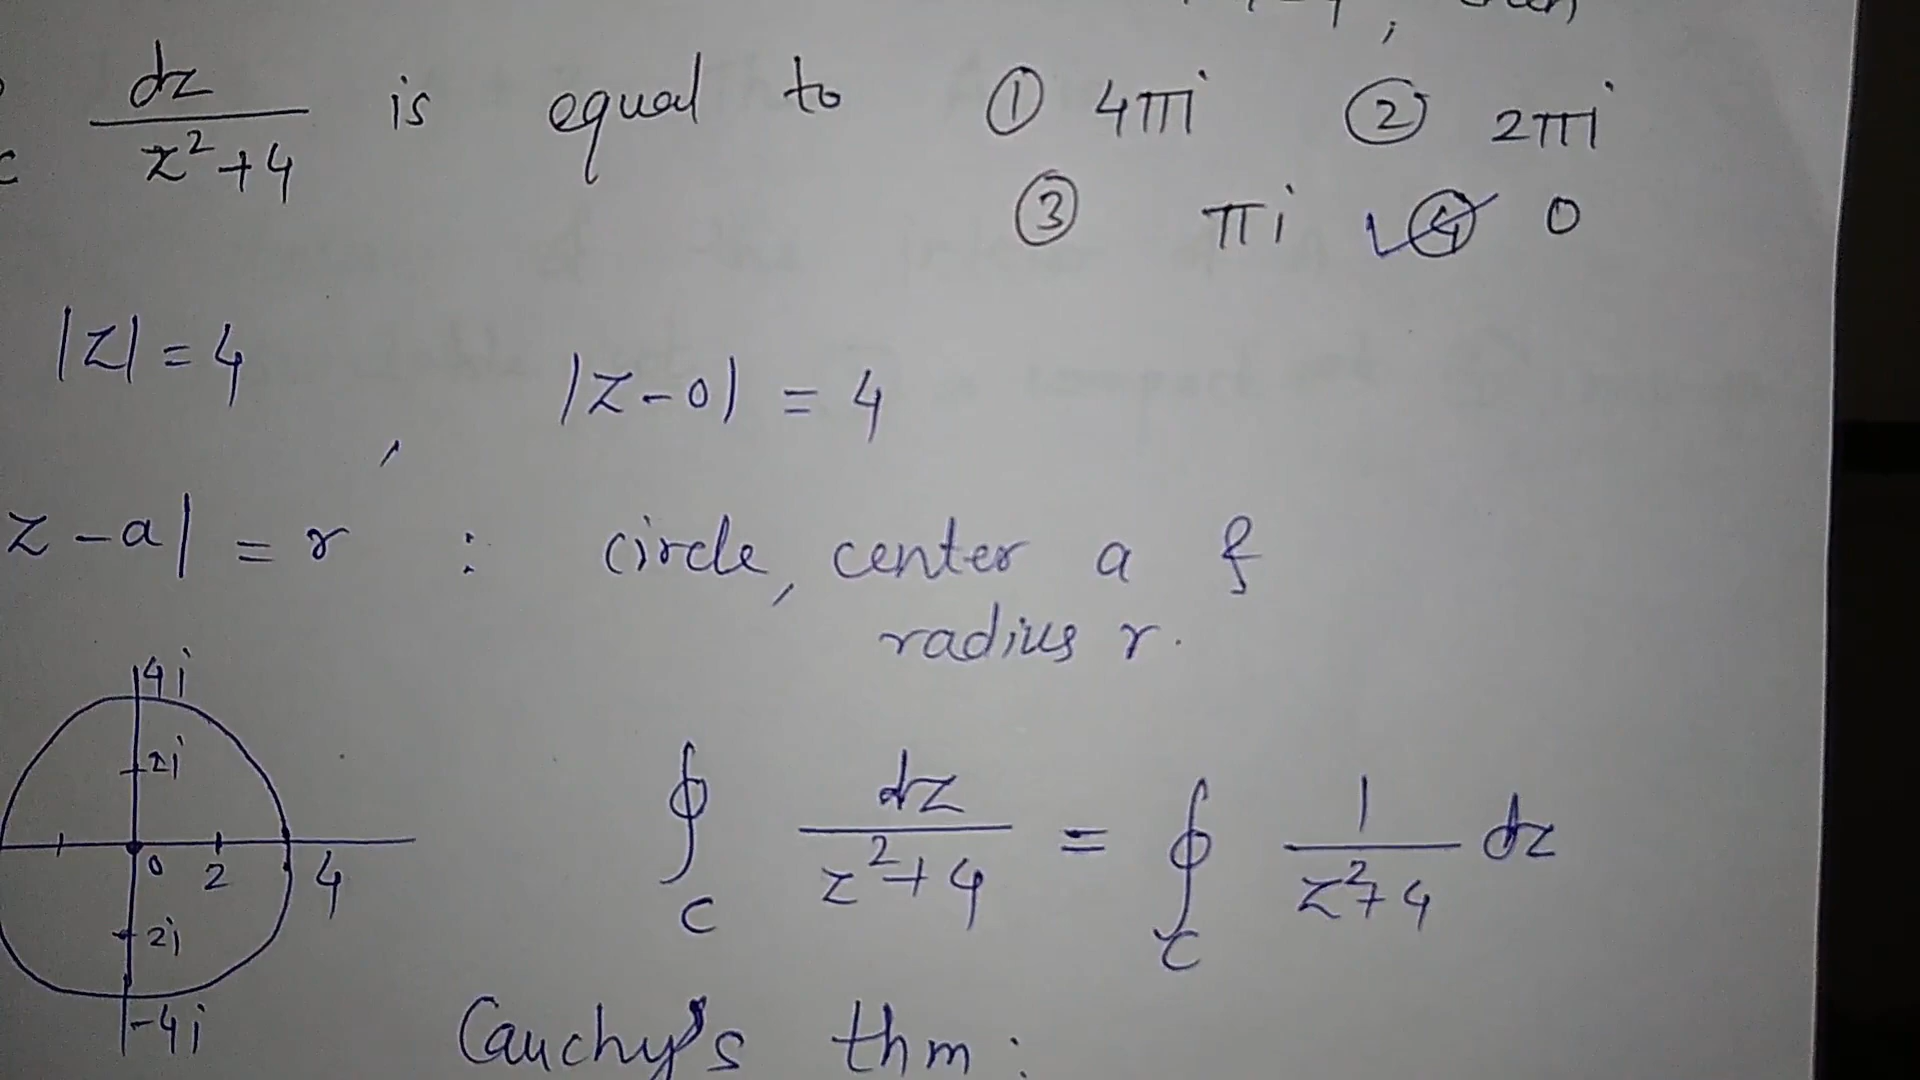 dz/(z²+4) is equal to ① 4πi ② 2πi
③ πi ④ 0
|z| = 4 , |z-0| = 4
z-a| = r : circle, center a &
radius r.
4i
2i
0 2 4
2i
-4i
∮_C dz/(z²+4) = ∮_C 1/(z²+4) dz
Cauchy's thm: